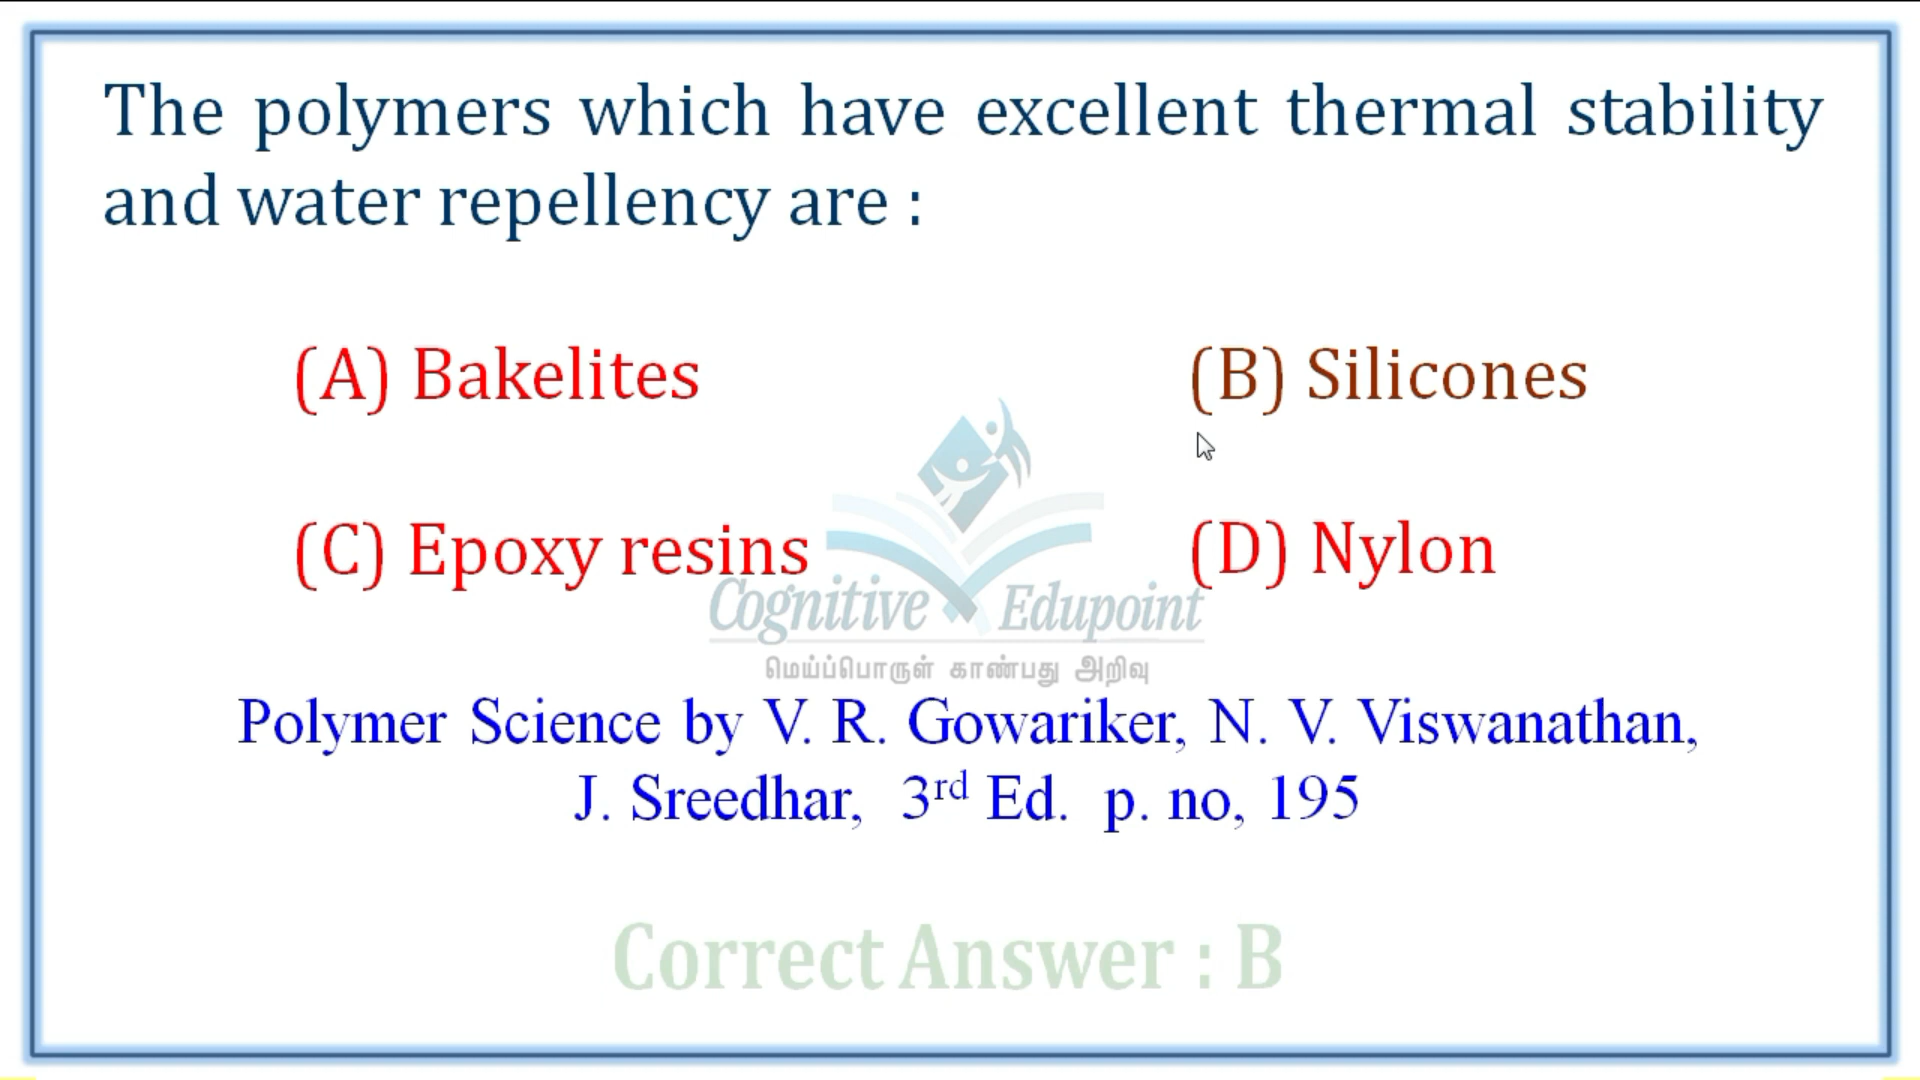 The polymers which have excellent thermal stability
and water repellency are :
(A) Bakelites
(B) Silicones
(C) Epoxy resins
(D) Nylon
Cognitive Edupoint
மெய்ப்பொருள் காண்பது அறிவு
Polymer Science by V. R. Gowariker, N. V. Viswanathan,
J. Sreedhar, 3rd Ed. p. no, 195
Correct Answer : B